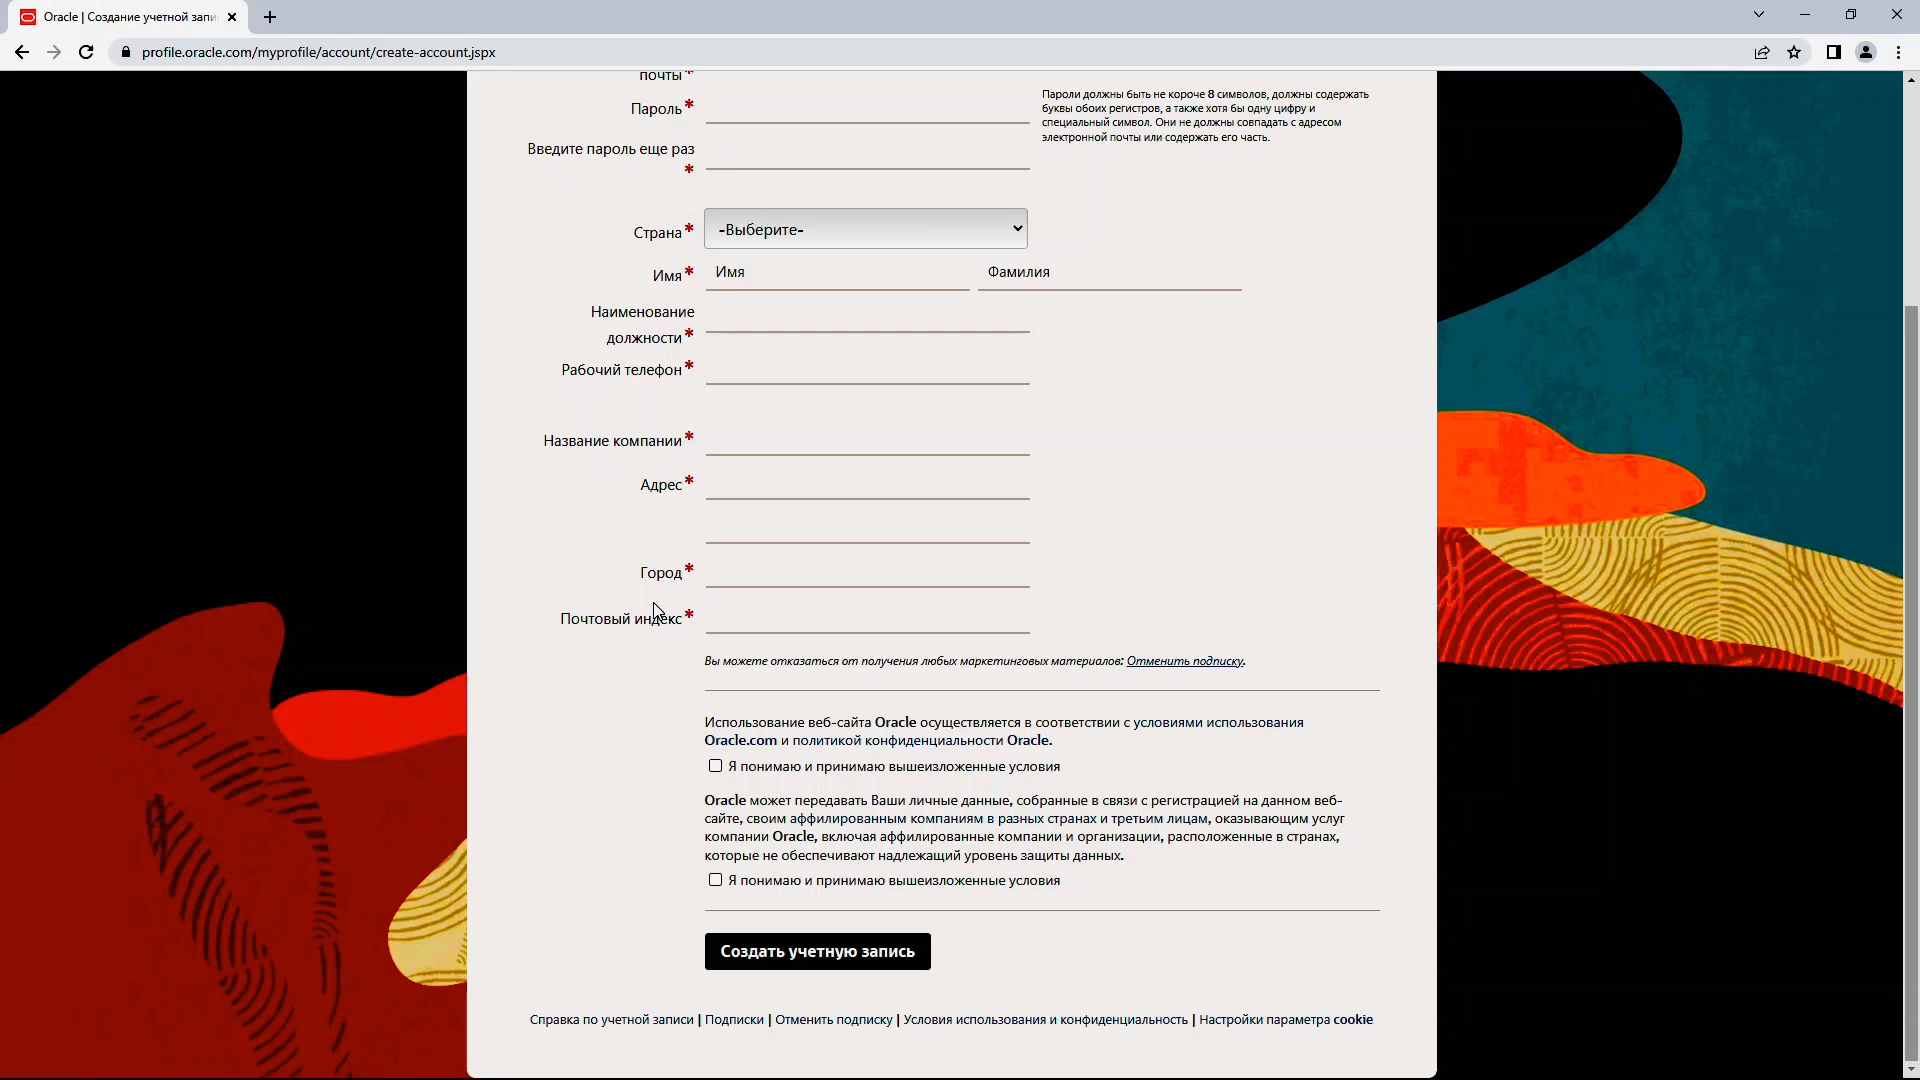 Oracle | Создание учетной запи
profile.oracle.com/myprofile/account/create-account.jspx
почты*
Пароль*
Пароли должны быть не короче 8 символов, должны содержать
буквы обоих регистров, а также хотя бы одну цифру и
специальный символ. Они не должны совпадать с адресом
электронной почты или содержать его часть.
Введите пароль еще раз
*
Страна* -Выберите-
Имя* Имя Фамилия
Наименование
должности*
Рабочий телефон*
Название компании*
Адрес*
Город*
Почтовый индекс*
Вы можете отказаться от получения любых маркетинговых материалов: Отменить подписку.
Использование веб-сайта Oracle осуществляется в соответствии с условиями использования
Oracle.com и политикой конфиденциальности Oracle.
Я понимаю и принимаю вышеизложенные условия
Oracle может передавать Ваши личные данные, собранные в связи с регистрацией на данном веб-
сайте, своим аффилированным компаниям в разных странах и третьим лицам, оказывающим услуг
компании Oracle, включая аффилированные компании и организации, расположенные в странах,
которые не обеспечивают надлежащий уровень защиты данных.
Я понимаю и принимаю вышеизложенные условия
Создать учетную запись
Справка по учетной записи | Подписки | Отменить подписку | Условия использования и конфиденциальность | Настройки параметра cookie